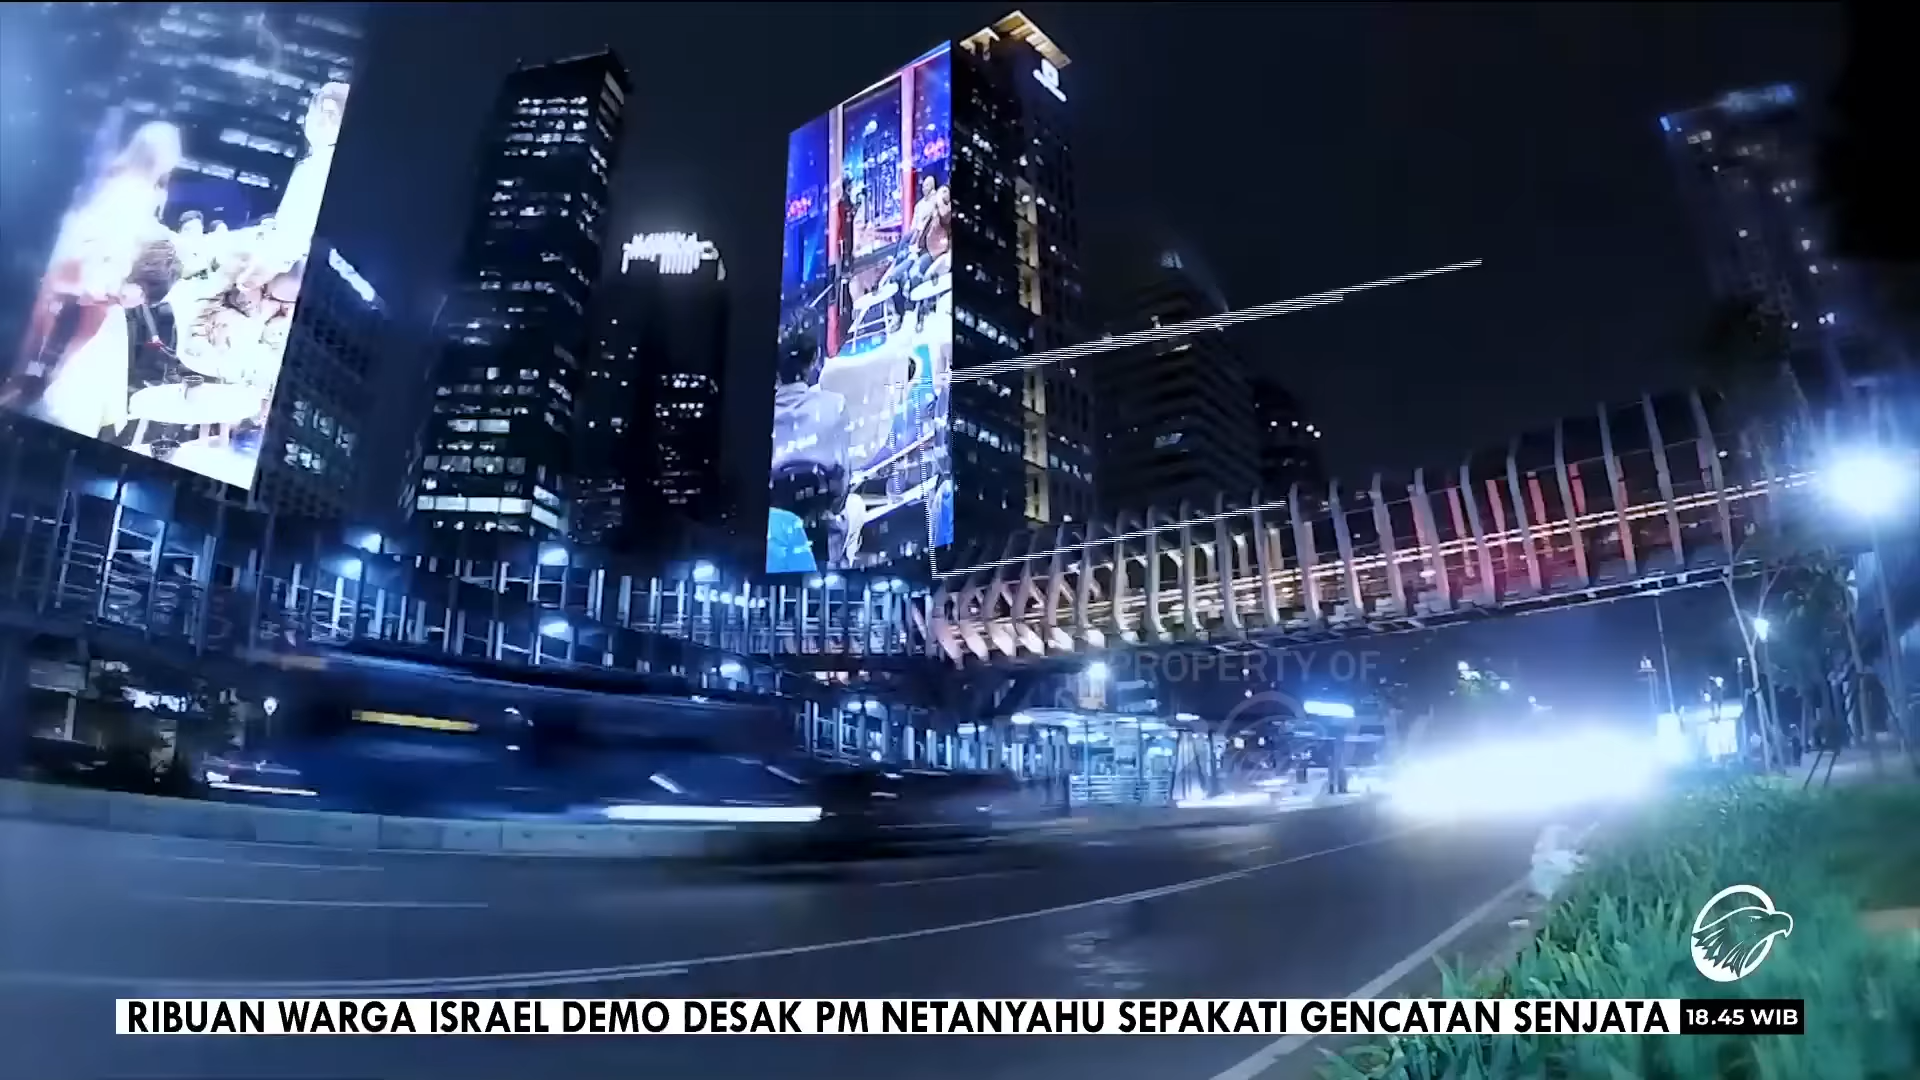 PROPERTY OF
RIBUAN WARGA ISRAEL DEMO DESAK PM NETANYAHU SEPAKATI GENCATAN SENJATA
18.45 WIB